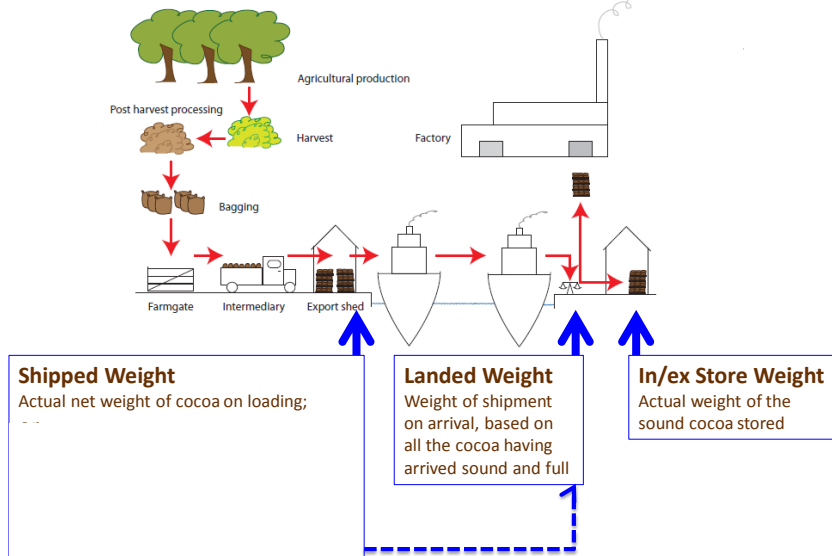 Agricultural production
Post harvest processing
Harvest
Factory
Bagging
Farmgate
Intermediary
Export shed
Shipped Weight
Actual net weight of cocoa on loading;
Landed Weight
Weight of shipment
on arrival, based on
all the cocoa having
arrived sound and full
In/ex Store Weight
Actual weight of the
sound cocoa stored